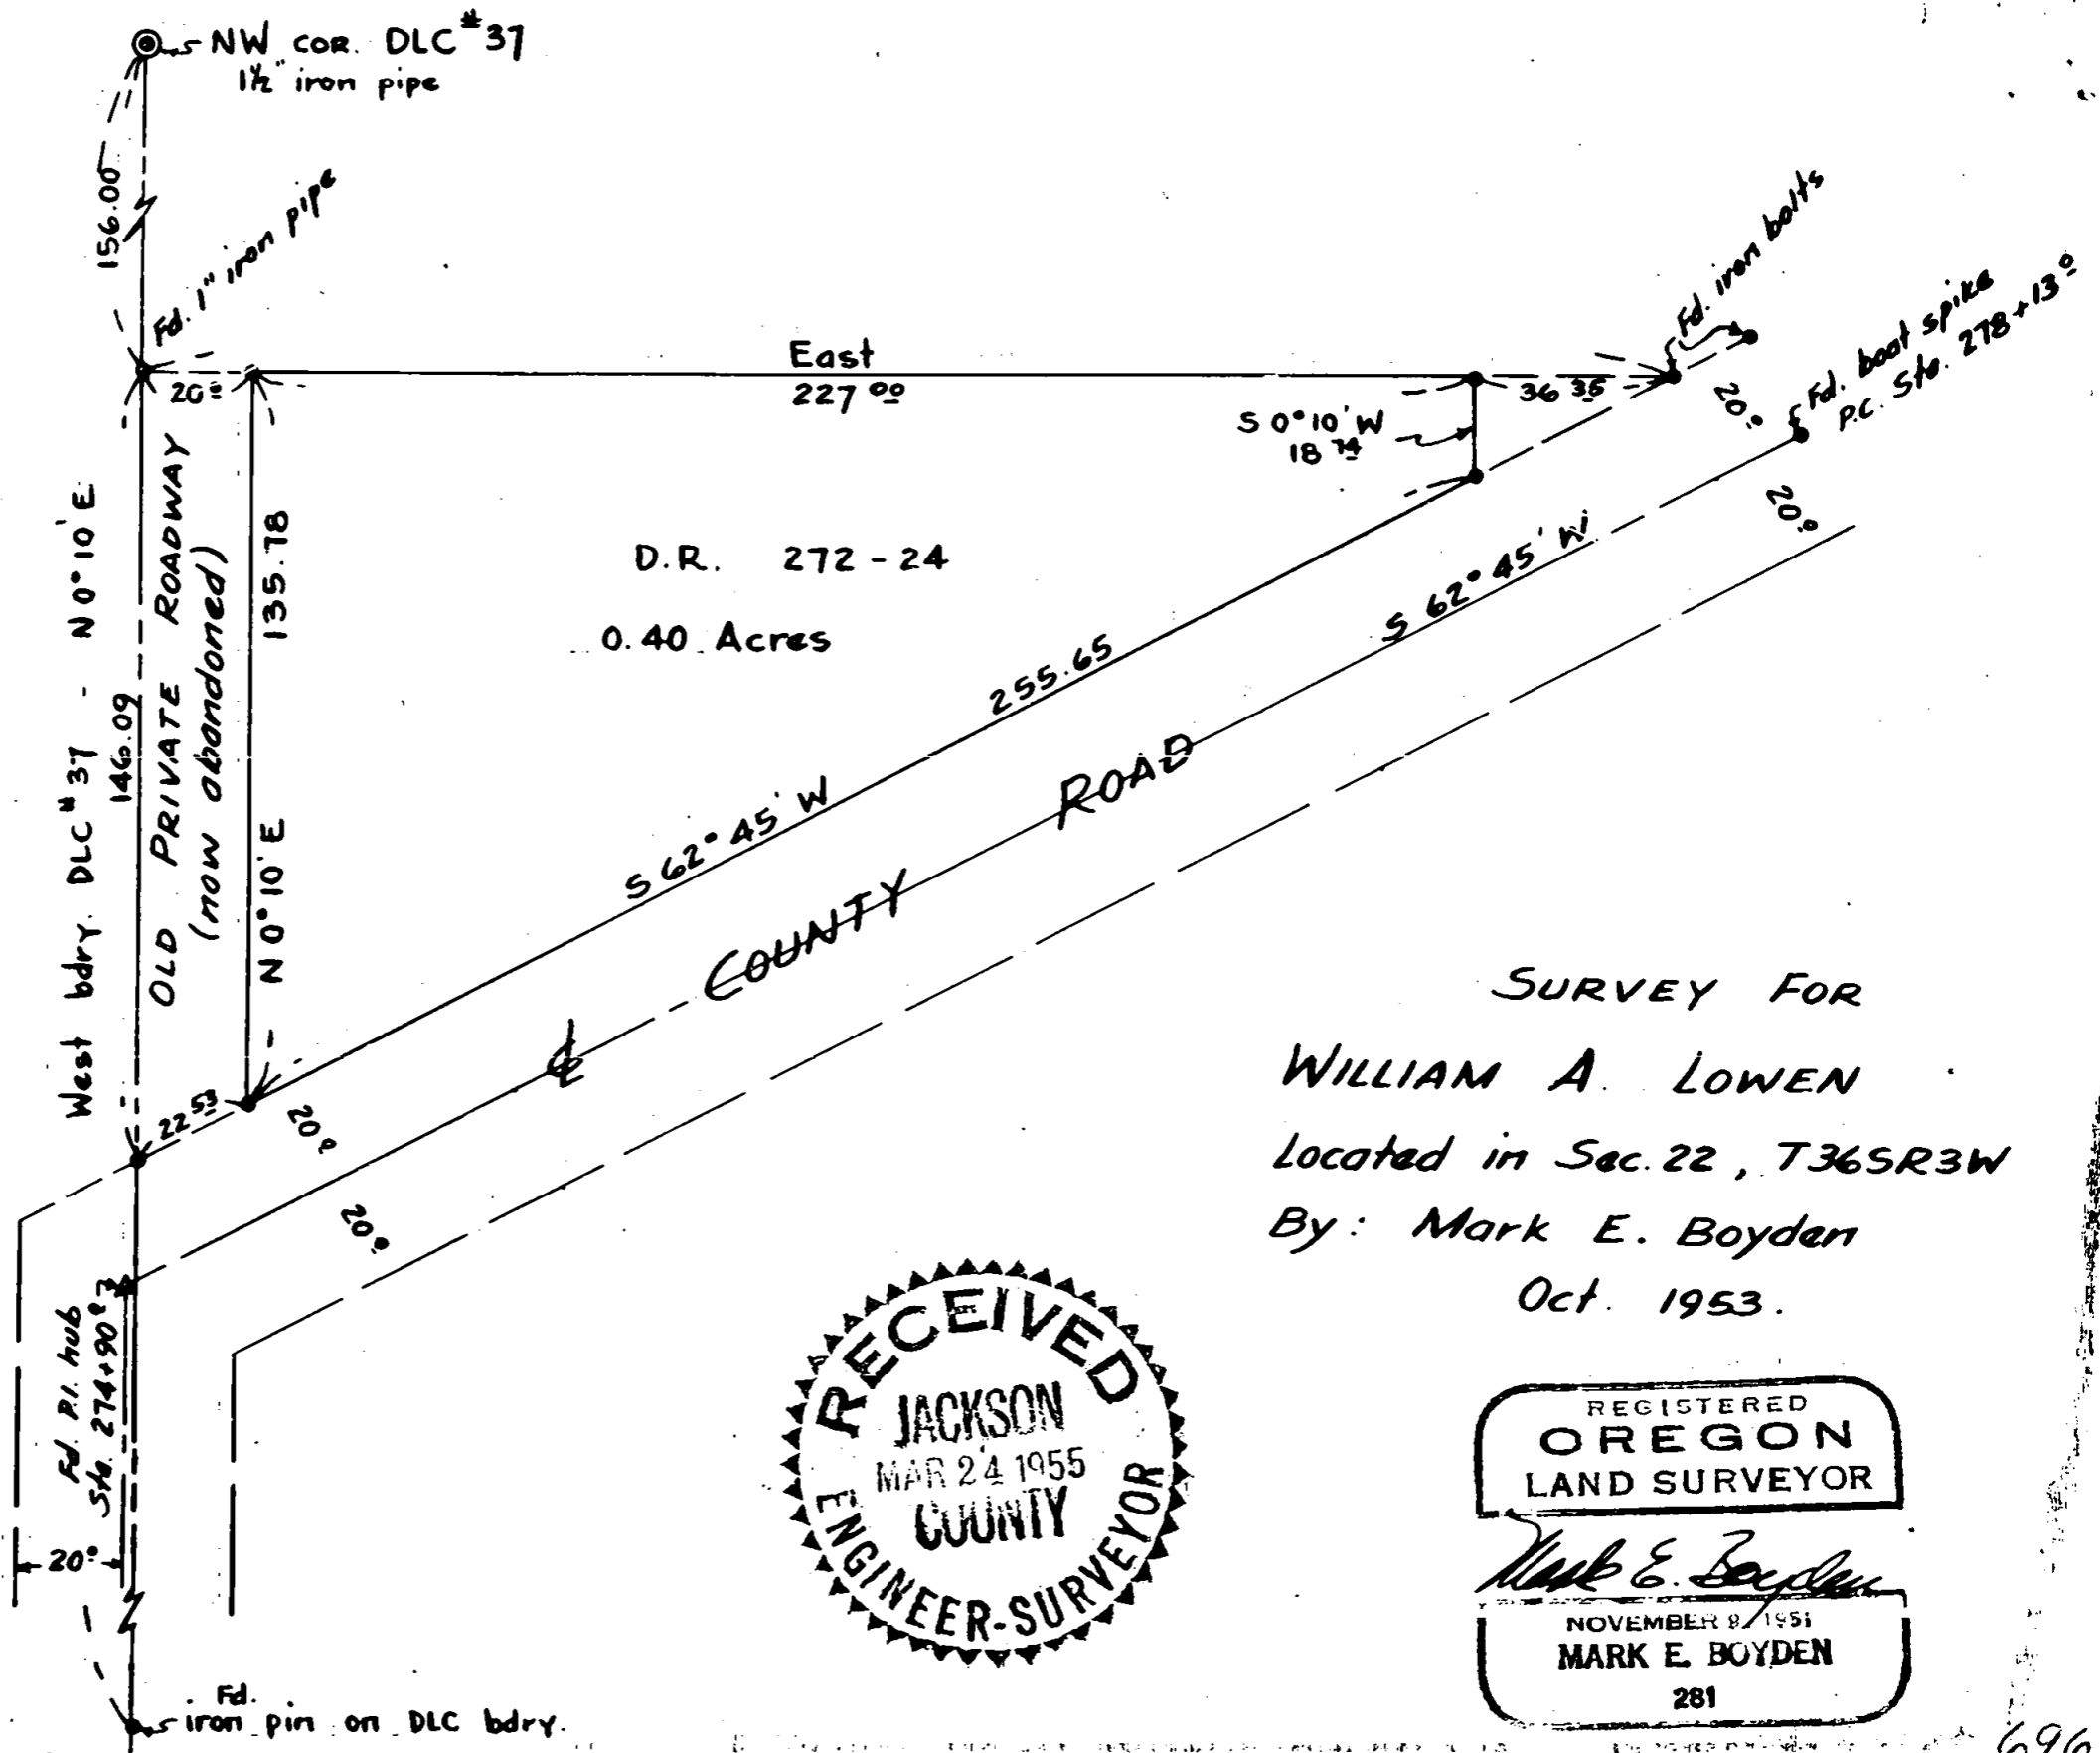 NW COR. DLC #37
1½" iron pipe
156.00
Fd. 1" iron pipe
20.0
East
227.00
36.35
Fd. iron bolts
20.0
Fd. boat spike
P.C. Sta. 278+13.0
20.0
S 0°10' W
18.74
West bdry. DLC #37 - N 0°10' E
146.09
OLD PRIVATE ROADWAY
(now abandoned)
N 0°10' E 135.78
D.R. 272-24
0.40 Acres
S 62°45' W 255.65
S 62°45' W
COUNTY ROAD
℄
22.53
20.0
20.0
Fd. P.I. hub
20.0
Fd.
iron pin on DLC bdry.
SURVEY FOR
WILLIAM A. LOWEN
Located in Sec. 22, T36SR3W
By: Mark E. Boyden
Oct. 1953.
RECEIVED
JACKSON
MAR 24 1955
COUNTY
ENGINEER-SURVEYOR
REGISTERED
OREGON
LAND SURVEYOR
Mark E. Boyden
NOVEMBER 9, 1951
MARK E. BOYDEN
281
696